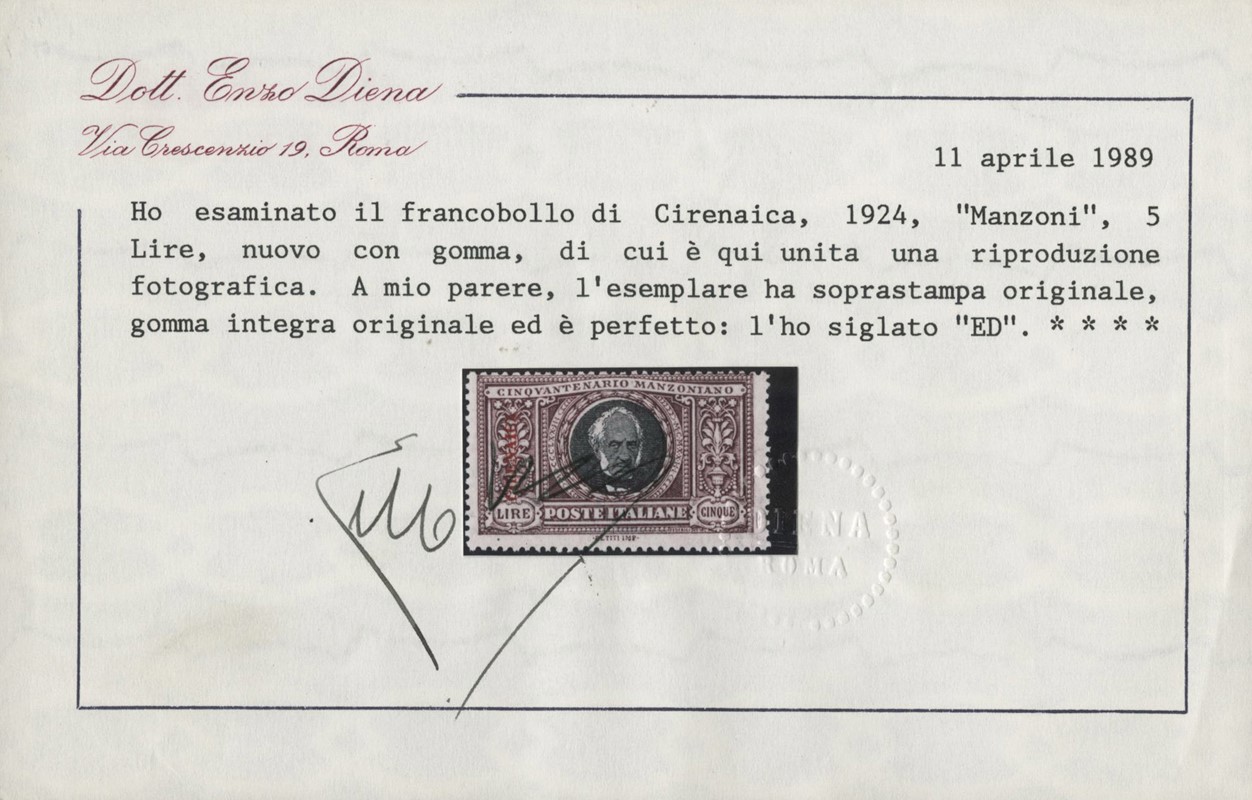 Dott. Enzo Diena
Via Crescenzio 19, Roma
11 aprile 1989
Ho esaminato il francobollo di Cirenaica, 1924, "Manzoni", 5
Lire, nuovo con gomma, di cui è qui unita una riproduzione
fotografica. A mio parere, l'esemplare ha soprastampa originale,
gomma integra originale ed è perfetto: l'ho siglato "ED". * * * *
CINQVANTENARIO MANZONIANO
LIRE POSTE ITALIANE CINQUE
DIENA
ROMA